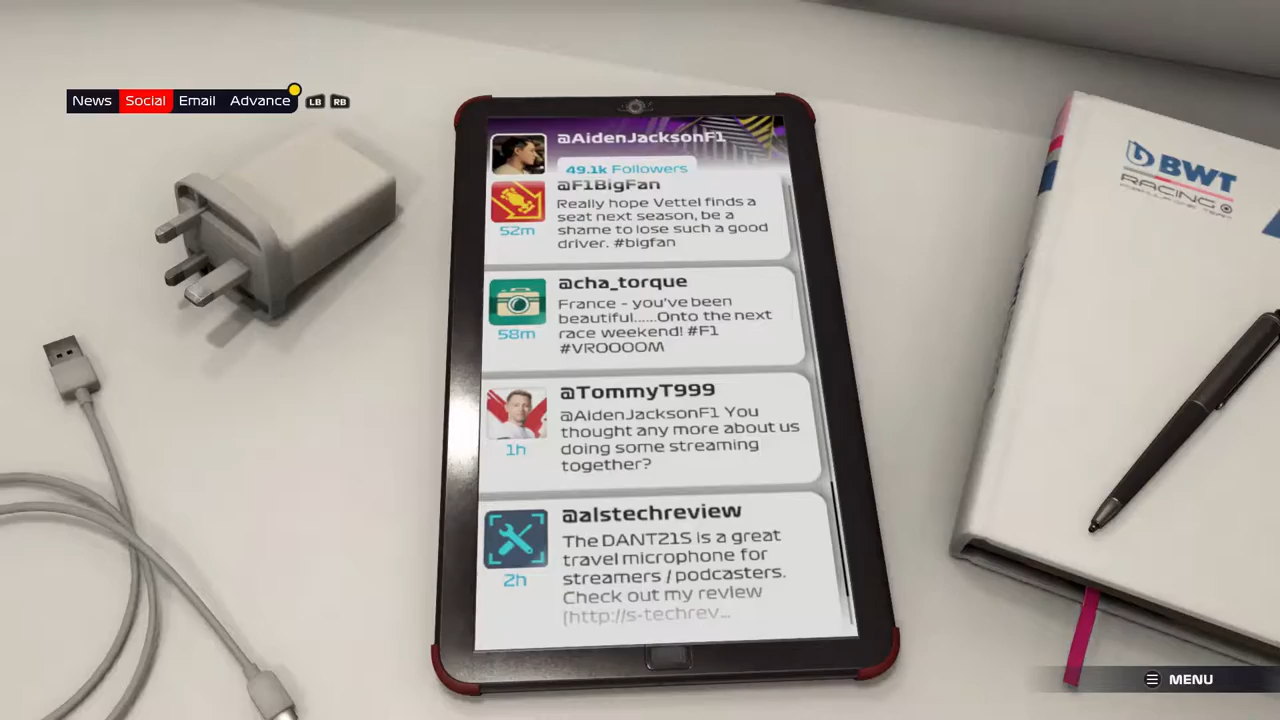 News Social Email Advance LB RB
@AidenJacksonF1
49.1k Followers
@F1BigFan
Really hope Vettel finds a
seat next season, be a
shame to lose such a good
driver. #bigfan
52m
@cha_torque
France - you've been
beautiful......Onto the next
race weekend! #F1
#VROOOOM
58m
@TommyT999
@AidenJacksonF1 You
thought any more about us
doing some streaming
together?
1h
@alstechreview
The DANT21S is a great
travel microphone for
streamers / podcasters.
Check out my review
(http://s-techrev...
2h
BWT
RACING
MENU